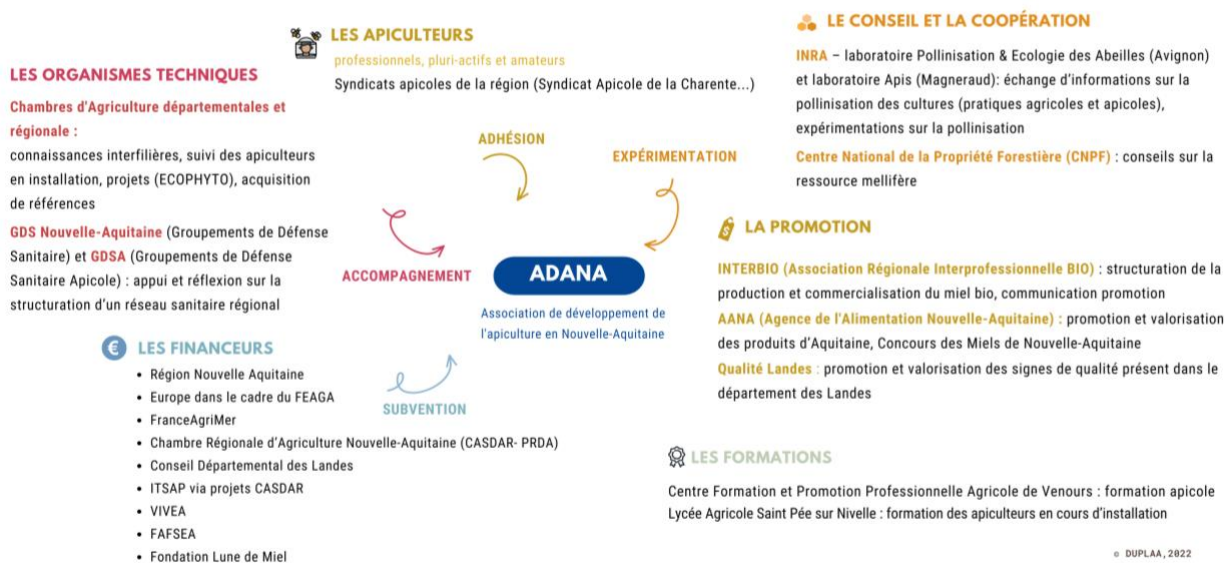 LES APICULTEURS
professionnels, pluri-actifs et amateurs
Syndicats apicoles de la région (Syndicat Apicole de la Charente...)
LE CONSEIL ET LA COOPÉRATION
INRA – laboratoire Pollinisation & Ecologie des Abeilles (Avignon)
et laboratoire Apis (Magneraud): échange d'informations sur la
pollinisation des cultures (pratiques agricoles et apicoles),
expérimentations sur la pollinisation
Centre National de la Propriété Forestière (CNPF) : conseils sur la
ressource mellifère
LES ORGANISMES TECHNIQUES
Chambres d'Agriculture départementales et
régionale :
connaissances interfilières, suivi des apiculteurs
en installation, projets (ECOPHYTO), acquisition
de références
GDS Nouvelle-Aquitaine (Groupements de Défense
Sanitaire) et GDSA (Groupements de Défense
Sanitaire Apicole) : appui et réflexion sur la
structuration d'un réseau sanitaire régional
ADHÉSION
EXPÉRIMENTATION
ACCOMPAGNEMENT
ADANA
Association de développement de
l'apiculture en Nouvelle-Aquitaine
SUBVENTION
LA PROMOTION
INTERBIO (Association Régionale Interprofessionnelle BIO) : structuration de la
production et commercialisation du miel bio, communication promotion
AANA (Agence de l'Alimentation Nouvelle-Aquitaine) : promotion et valorisation
des produits d'Aquitaine, Concours des Miels de Nouvelle-Aquitaine
Qualité Landes : promotion et valorisation des signes de qualité présent dans le
département des Landes
€ LES FINANCEURS
• Région Nouvelle Aquitaine
• Europe dans le cadre du FEAGA
• FranceAgriMer
• Chambre Régionale d'Agriculture Nouvelle-Aquitaine (CASDAR- PRDA)
• Conseil Départemental des Landes
• ITSAP via projets CASDAR
• VIVEA
• FAFSEA
• Fondation Lune de Miel
LES FORMATIONS
Centre Formation et Promotion Professionnelle Agricole de Venours : formation apicole
Lycée Agricole Saint Pée sur Nivelle : formation des apiculteurs en cours d'installation
© DUPLAA,2022